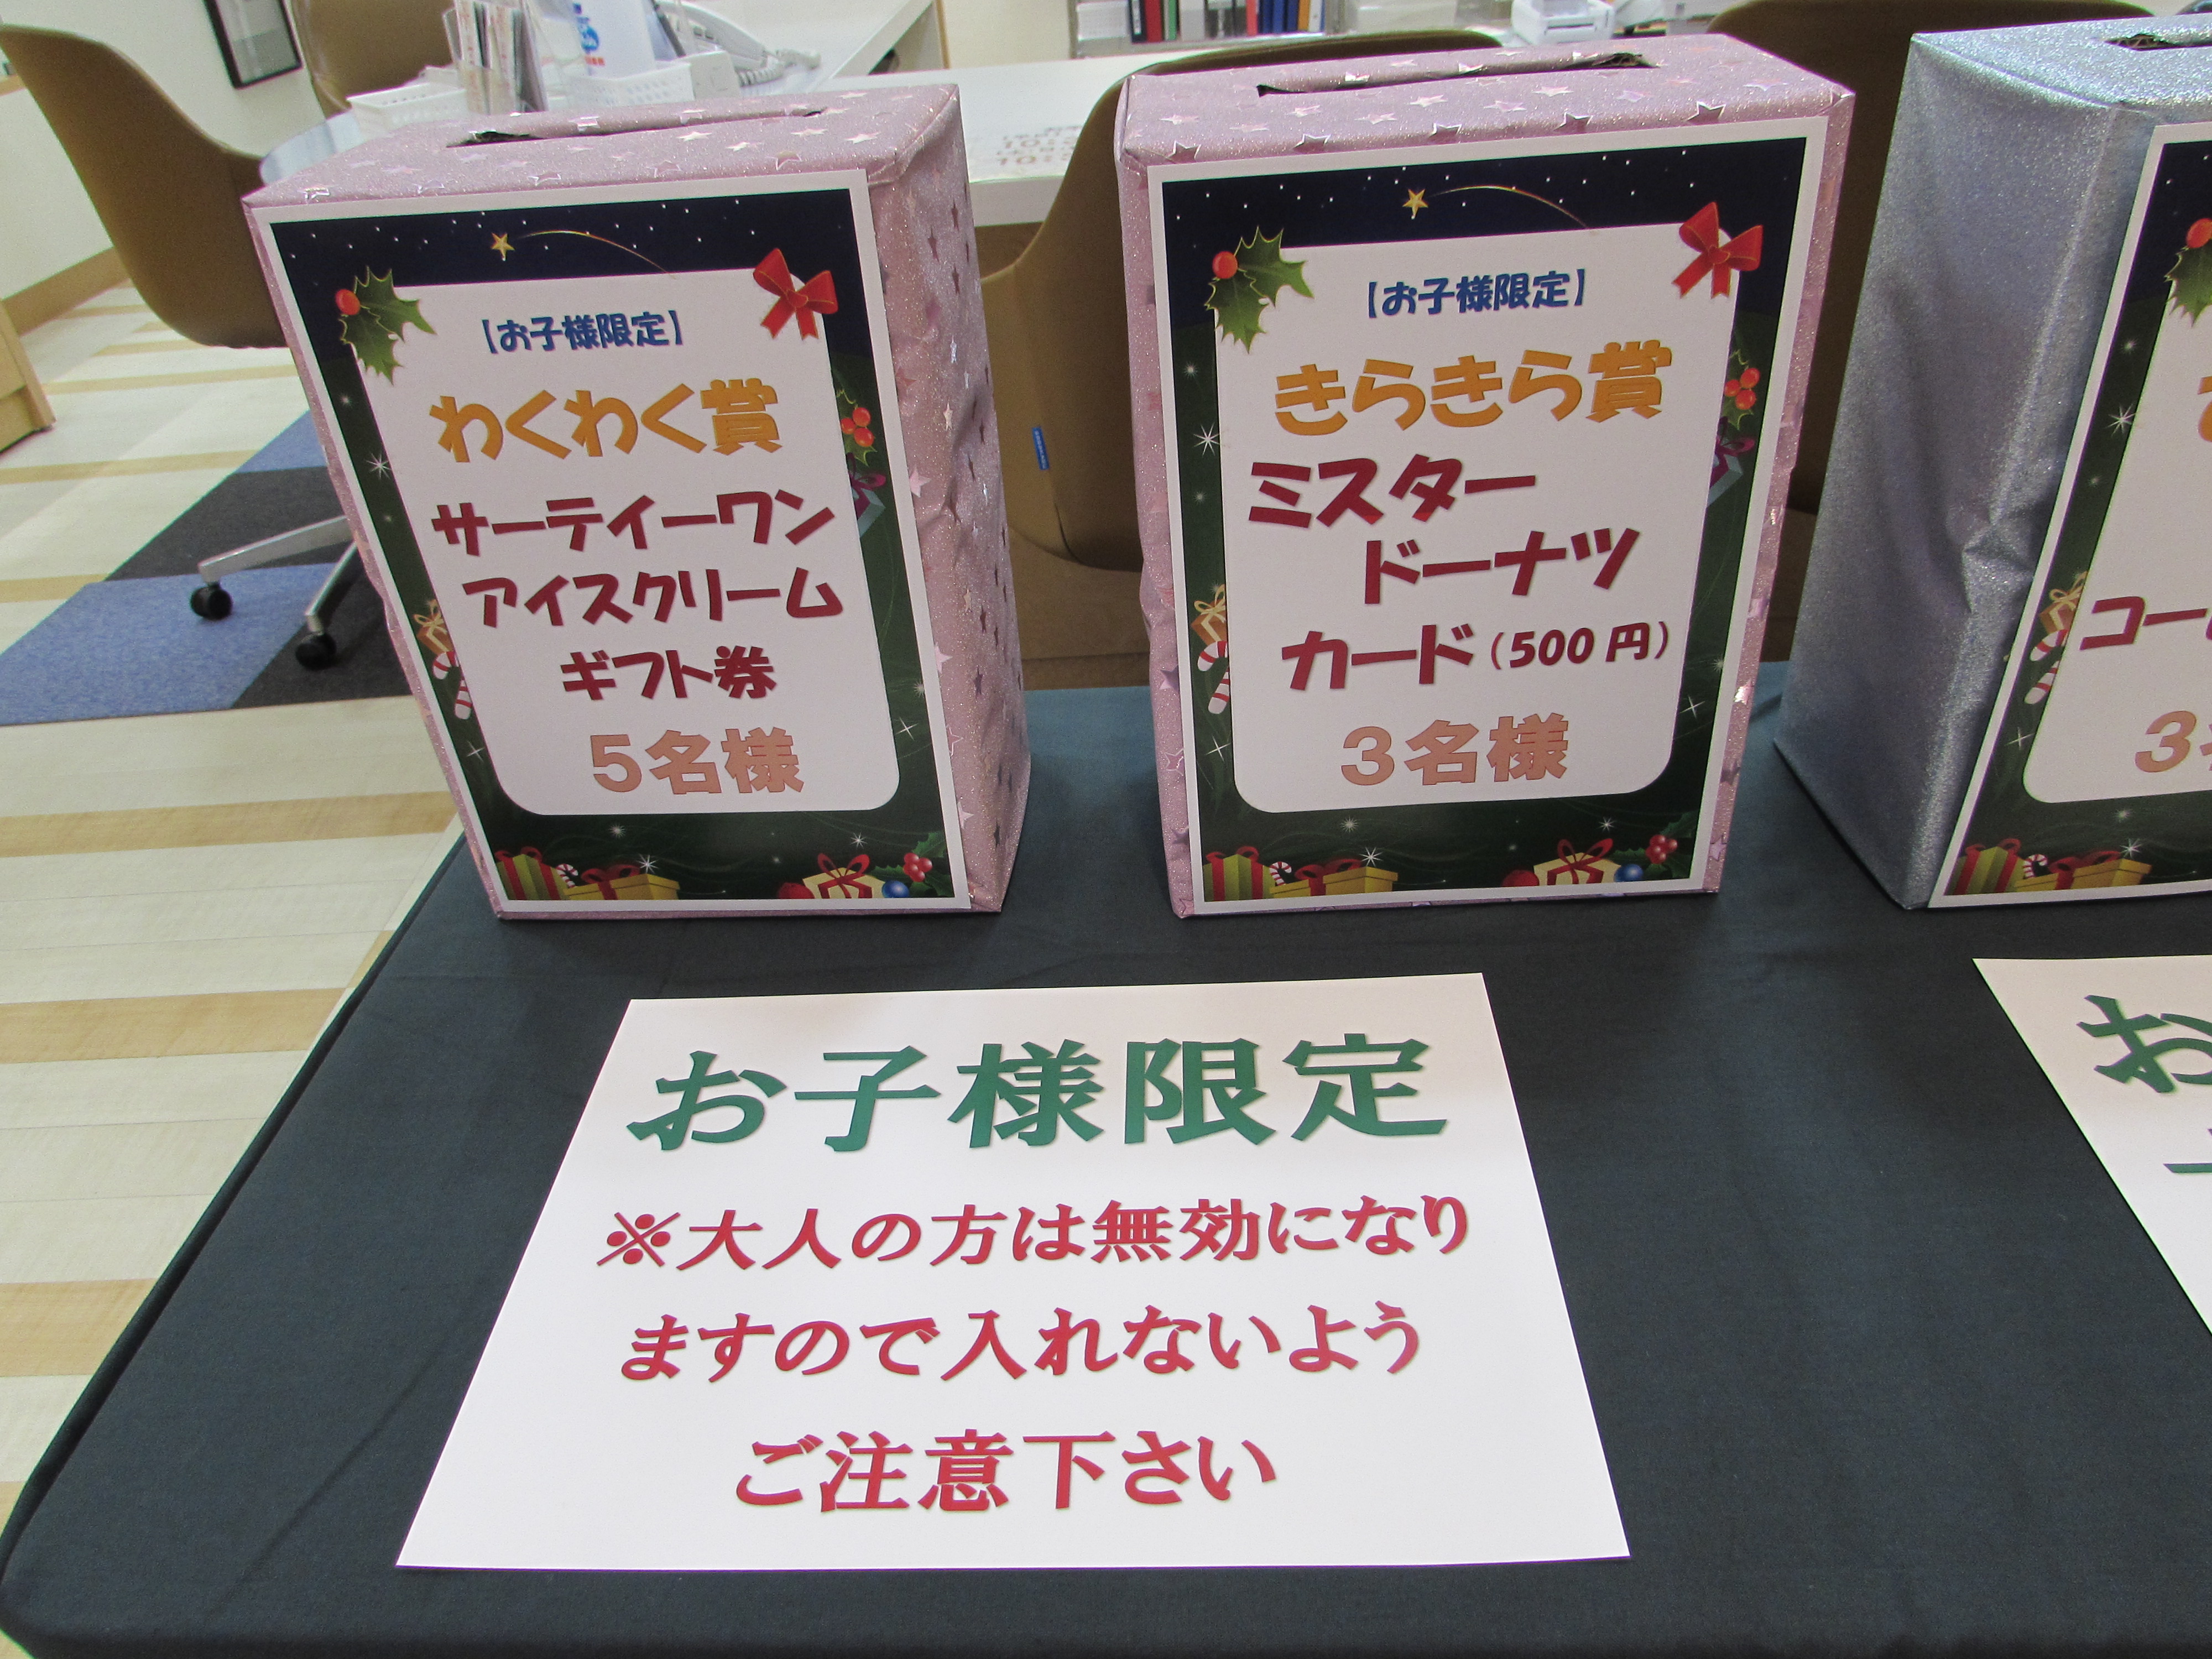 【お子様限定】
わくわく賞
サーティーワン
アイスクリーム
ギフト券
5名様
【お子様限定】
きらきら賞
ミスター
ドーナツ
カード（500円）
3名様
コー
3
お子様限定
※大人の方は無効になり
ますので入れないよう
ご注意下さい
お